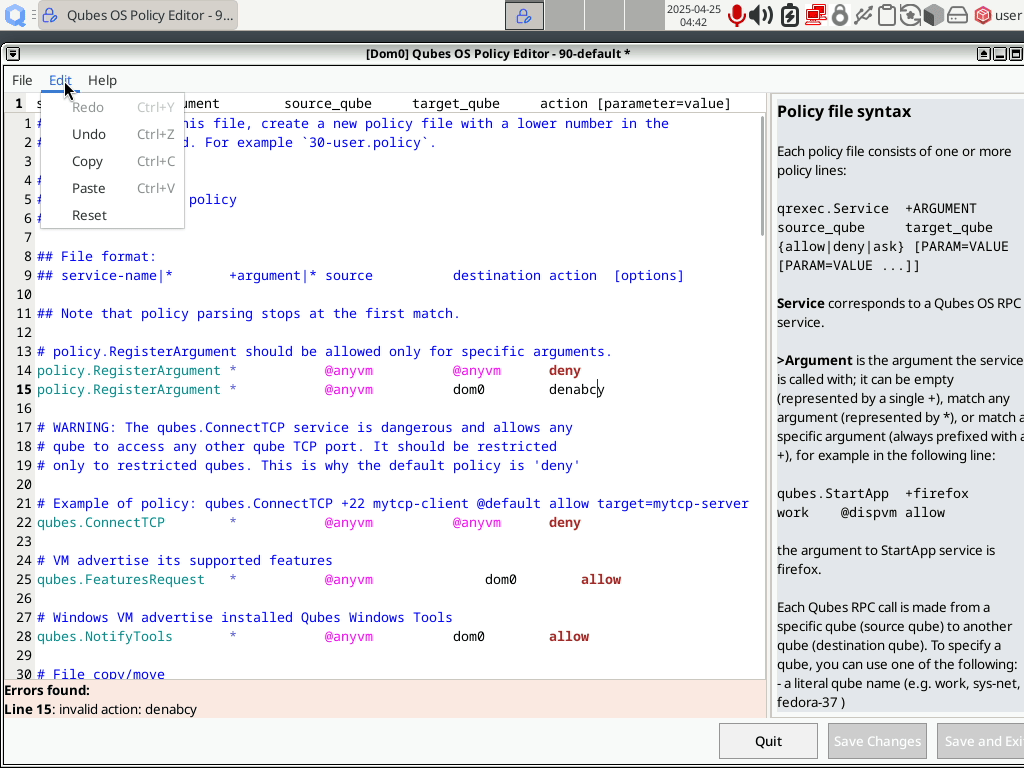 Qubes OS Policy Editor - 9...
2025-04-25
04:42
user
[Dom0] Qubes OS Policy Editor - 90-default *
File Edit Help
Redo Ctrl+Y
Undo Ctrl+Z
Copy Ctrl+C
Paste Ctrl+V
Reset
1 s ument source_qube target_qube action [parameter=value]
1 # his file, create a new policy file with a lower number in the
2 # d. For example `30-user.policy`.
3
4 #
5 # policy
6 #
7
8 ## File format:
9 ## service-name|* +argument|* source destination action [options]
10
11 ## Note that policy parsing stops at the first match.
12
13 # policy.RegisterArgument should be allowed only for specific arguments.
14 policy.RegisterArgument * @anyvm @anyvm deny
15 policy.RegisterArgument * @anyvm dom0 denabcy
16
17 # WARNING: The qubes.ConnectTCP service is dangerous and allows any
18 # qube to access any other qube TCP port. It should be restricted
19 # only to restricted qubes. This is why the default policy is 'deny'
20
21 # Example of policy: qubes.ConnectTCP +22 mytcp-client @default allow target=mytcp-server
22 qubes.ConnectTCP * @anyvm @anyvm deny
23
24 # VM advertise its supported features
25 qubes.FeaturesRequest * @anyvm dom0 allow
26
27 # Windows VM advertise installed Qubes Windows Tools
28 qubes.NotifyTools * @anyvm dom0 allow
29
30 # File copy/move
Errors found:
Line 15: invalid action: denabcy
Policy file syntax
Each policy file consists of one or more
policy lines:
qrexec.Service +ARGUMENT
source_qube target_qube
{allow|deny|ask} [PARAM=VALUE
[PARAM=VALUE ...]]
Service corresponds to a Qubes OS RPC
service.
>Argument is the argument the service
is called with; it can be empty
(represented by a single +), match any
argument (represented by *), or match a
specific argument (always prefixed with a
+), for example in the following line:
qubes.StartApp +firefox
work @dispvm allow
the argument to StartApp service is
firefox.
Each Qubes RPC call is made from a
specific qube (source qube) to another
qube (destination qube). To specify a
qube, you can use one of the following:
- a literal qube name (e.g. work, sys-net,
fedora-37 )
Quit
Save Changes
Save and Exi